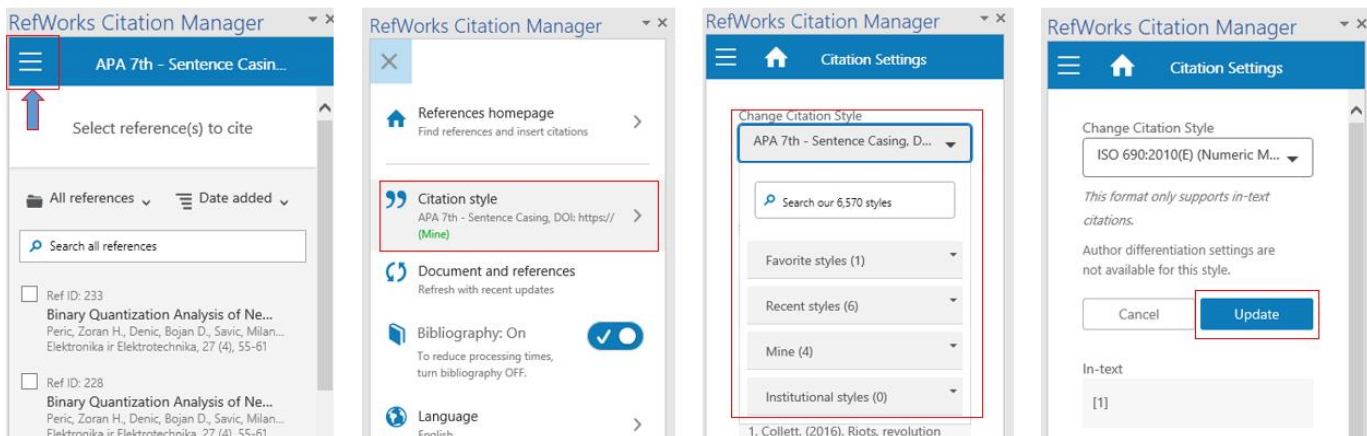 RefWorks Citation Manager
APA 7th - Sentence Casin...
Select reference(s) to cite
All references
Date added
Search all references
Ref ID: 233
Binary Quantization Analysis of Ne...
Peric, Zoran H., Denic, Bojan D., Savic, Milan...
Elektronika ir Elektrotechnika, 27 (4), 55-61
Ref ID: 228
Binary Quantization Analysis of Ne...
Peric, Zoran H., Denic, Bojan D., Savic, Milan...
Elektronika ir Elektrotechnika, 27 (4), 55-61
RefWorks Citation Manager
References homepage
Find references and insert citations
Citation style
APA 7th - Sentence Casing, DOI: https://
(Mine)
Document and references
Refresh with recent updates
Bibliography: On
To reduce processing times,
turn bibliography OFF.
Language
English
RefWorks Citation Manager
Citation Settings
Change Citation Style
APA 7th - Sentence Casing, D...
Search our 6,570 styles
Favorite styles (1)
Recent styles (6)
Mine (4)
Institutional styles (0)
1. Collett. (2016). Riots, revolution
RefWorks Citation Manager
Citation Settings
Change Citation Style
ISO 690:2010(E) (Numeric M...
This format only supports in-text
citations.
Author differentiation settings are
not available for this style.
Cancel
Update
In-text
[1]